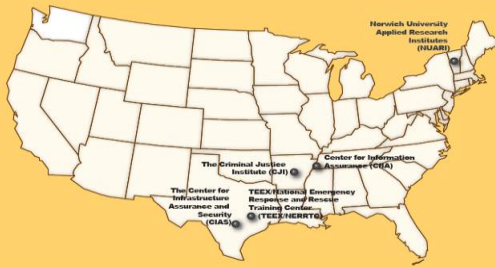 Norwich University
Applied Research
Institutes
(NUARI)
The Criminal Justice
Institute (CJI)
Center for Information
Assurance (CIA)
The Center for
Infrastructure
Assurance and
Security
(CIAS)
TEEX/National Emergency
Response and Rescue
Training Center
(TEEX/NERRTC)